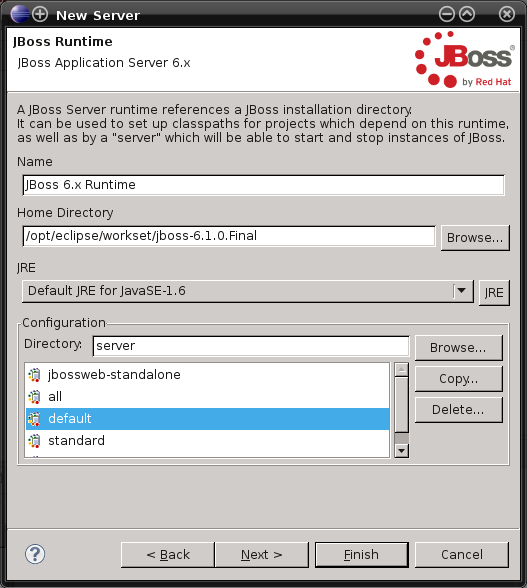 New Server
JBoss Runtime
JBoss Application Server 6.x
JBoss
by Red Hat
A JBoss Server runtime references a JBoss installation directory.
It can be used to set up classpaths for projects which depend on this runtime,
as well as by a "server" which will be able to start and stop instances of JBoss.
Name
JBoss 6.x Runtime
Home Directory
/opt/eclipse/workset/jboss-6.1.0.Final
Browse...
JRE
Default JRE for JavaSE-1.6
JRE
Configuration
Directory:
server
Browse...
jbossweb-standalone
all
default
standard
Copy...
Delete...
?
< Back
Next >
Finish
Cancel